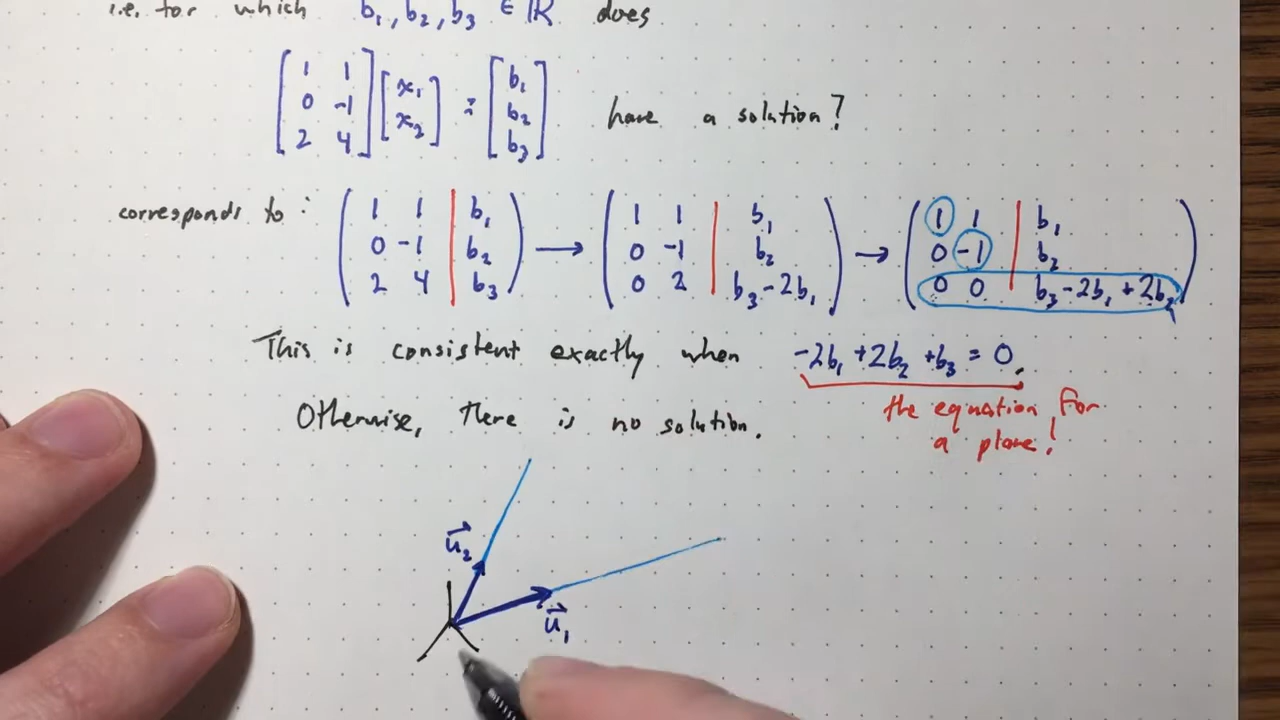 i.e. for which b₁, b₂, b₃ ∈ ℝ does
[1 1; 0 -1; 2 4] [x₁; x₂] = [b₁; b₂; b₃] have a solution?
corresponds to: (1 1 | b₁; 0 -1 | b₂; 2 4 | b₃) → (1 1 | b₁; 0 -1 | b₂; 0 2 | b₃-2b₁) → (1 1 | b₁; 0 -1 | b₂; 0 0 | b₃-2b₁+2b₂)
This is consistent exactly when -2b₁+2b₂+b₃=0.
the equation for
a plane!
Otherwise, there is no solution.
u⃗₂
u⃗₁